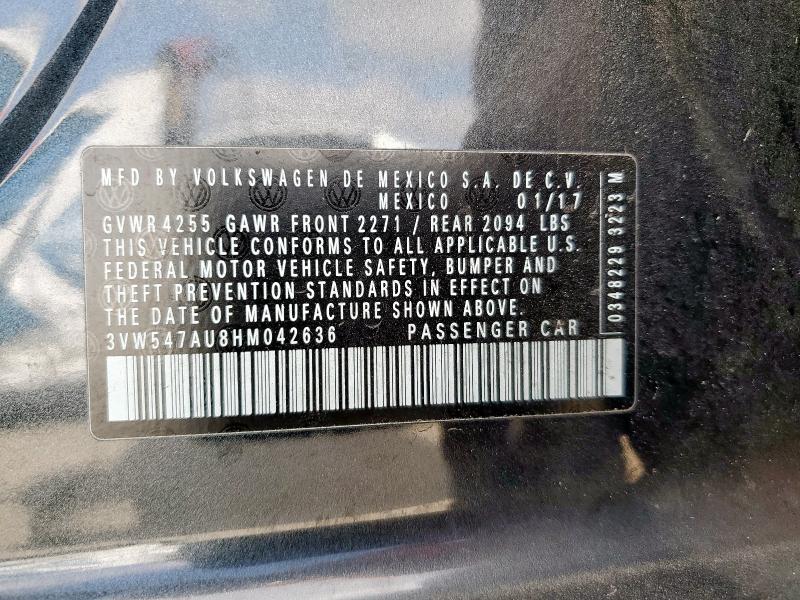 MFD BY VOLKSWAGEN DE MEXICO S.A. DE C.V.
MEXICO 01/17
GVWR 4255 GAWR FRONT 2271 / REAR 2094 LBS
THIS VEHICLE CONFORMS TO ALL APPLICABLE U.S.
FEDERAL MOTOR VEHICLE SAFETY, BUMPER AND
THEFT PREVENTION STANDARDS IN EFFECT ON
THE DATE OF MANUFACTURE SHOWN ABOVE.
3VW547AU8HM042636 PASSENGER CAR
0348229 3223 M